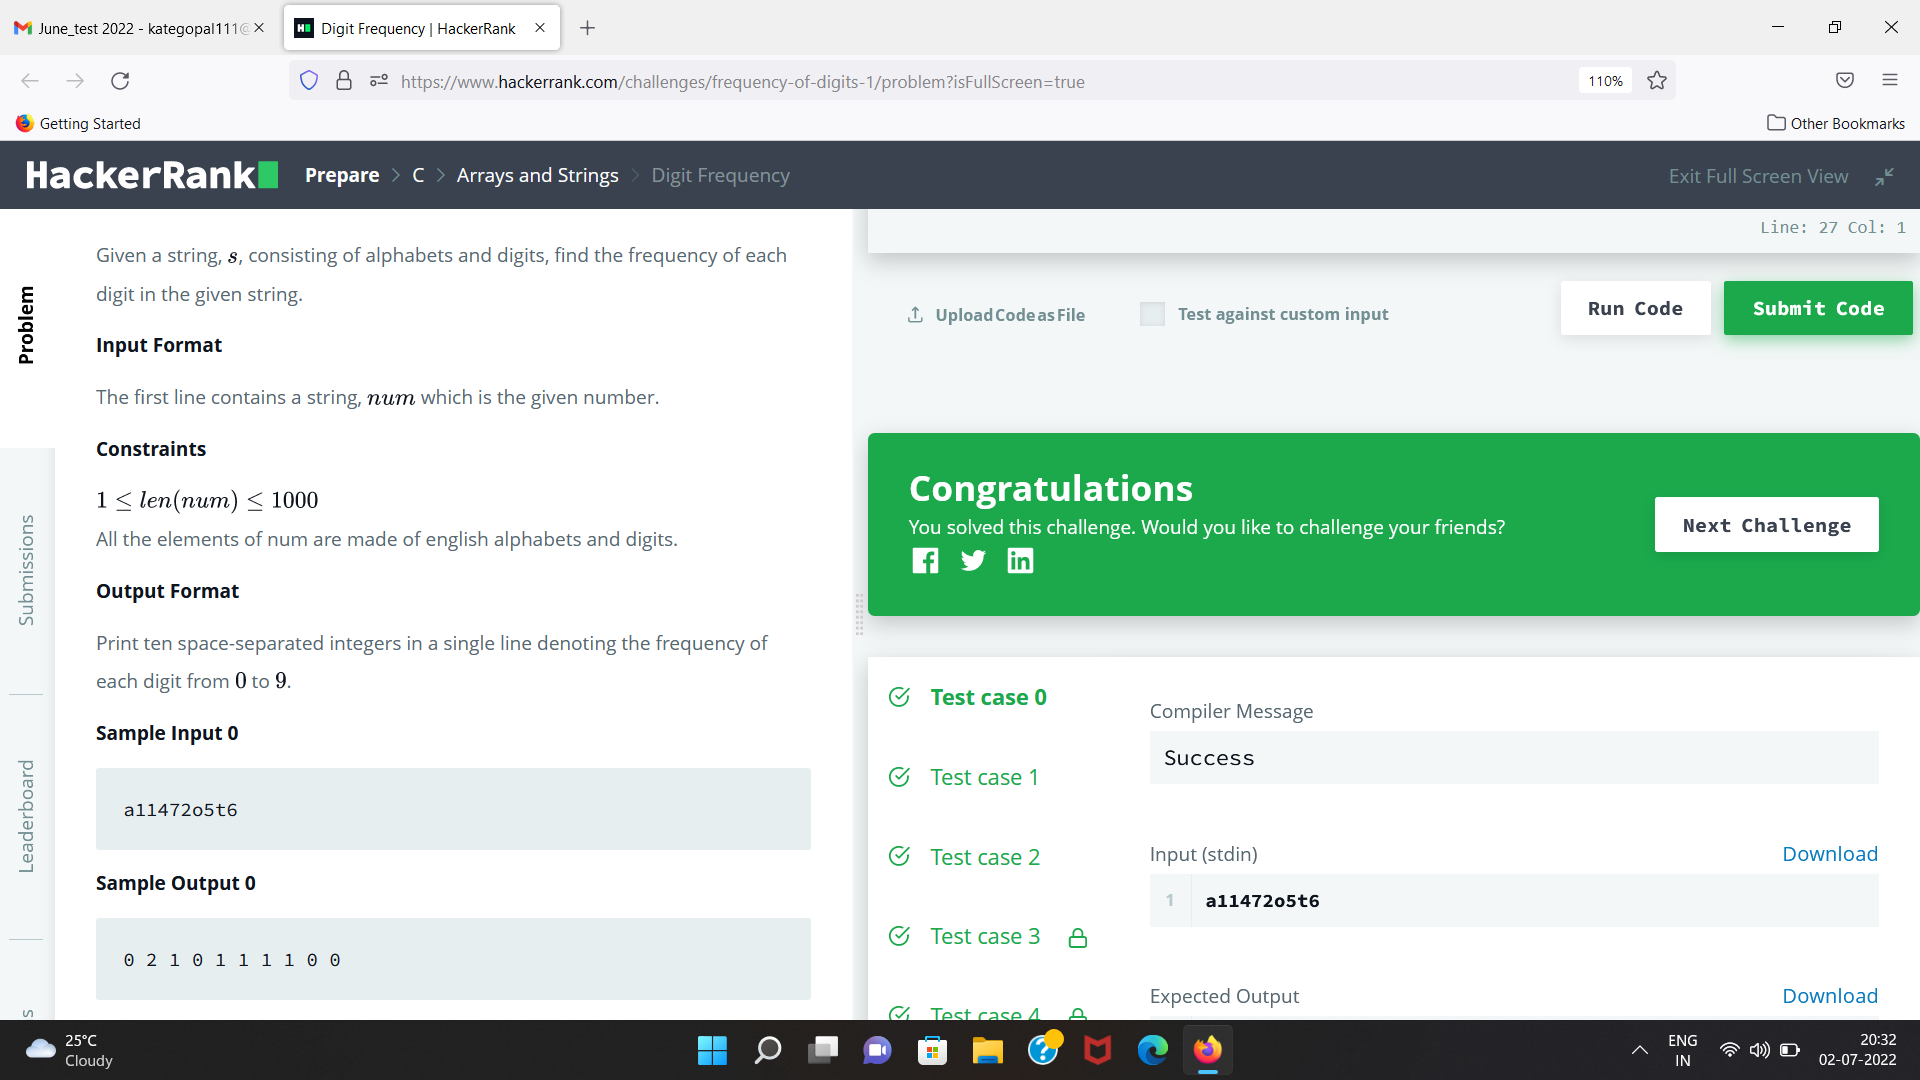 June_test 2022 - kategopal111@
Digit Frequency | HackerRank
https://www.hackerrank.com/challenges/frequency-of-digits-1/problem?isFullScreen=true
110%
Getting Started
Other Bookmarks
HackerRank
Prepare > C > Arrays and Strings > Digit Frequency
Exit Full Screen View
Problem
Submissions
Leaderboard
Given a string, s, consisting of alphabets and digits, find the frequency of each
digit in the given string.
Input Format
The first line contains a string, num which is the given number.
Constraints
1 ≤ len(num) ≤ 1000
All the elements of num are made of english alphabets and digits.
Output Format
Print ten space-separated integers in a single line denoting the frequency of
each digit from 0 to 9.
Sample Input 0
a11472o5t6
Sample Output 0
0 2 1 0 1 1 1 1 0 0
Line: 27 Col: 1
Upload Code as File
Test against custom input
Run Code
Submit Code
Congratulations
You solved this challenge. Would you like to challenge your friends?
Next Challenge
Test case 0
Test case 1
Test case 2
Test case 3
Test case 4
Compiler Message
Success
Input (stdin)
Download
1 a11472o5t6
Expected Output
Download
25°C
Cloudy
ENG
IN
20:32
02-07-2022